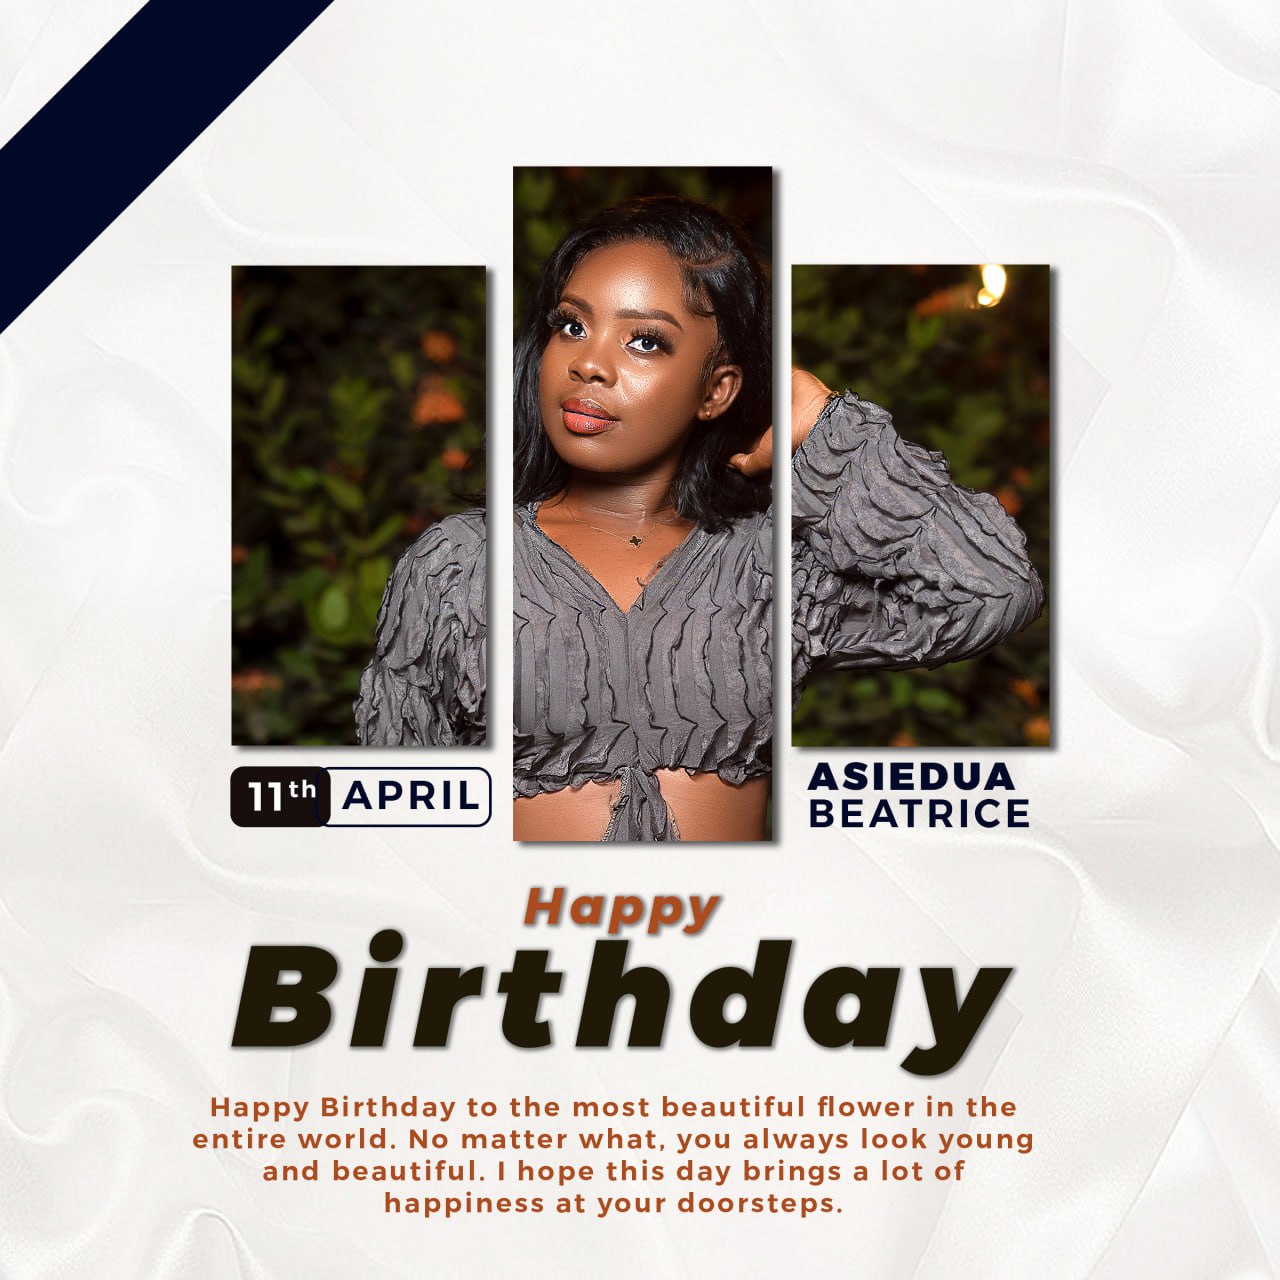 11th APRIL
ASIEDUA
BEATRICE
Happy
Birthday
Happy Birthday to the most beautiful flower in the
entire world. No matter what, you always look young
and beautiful. I hope this day brings a lot of
happiness at your doorsteps.